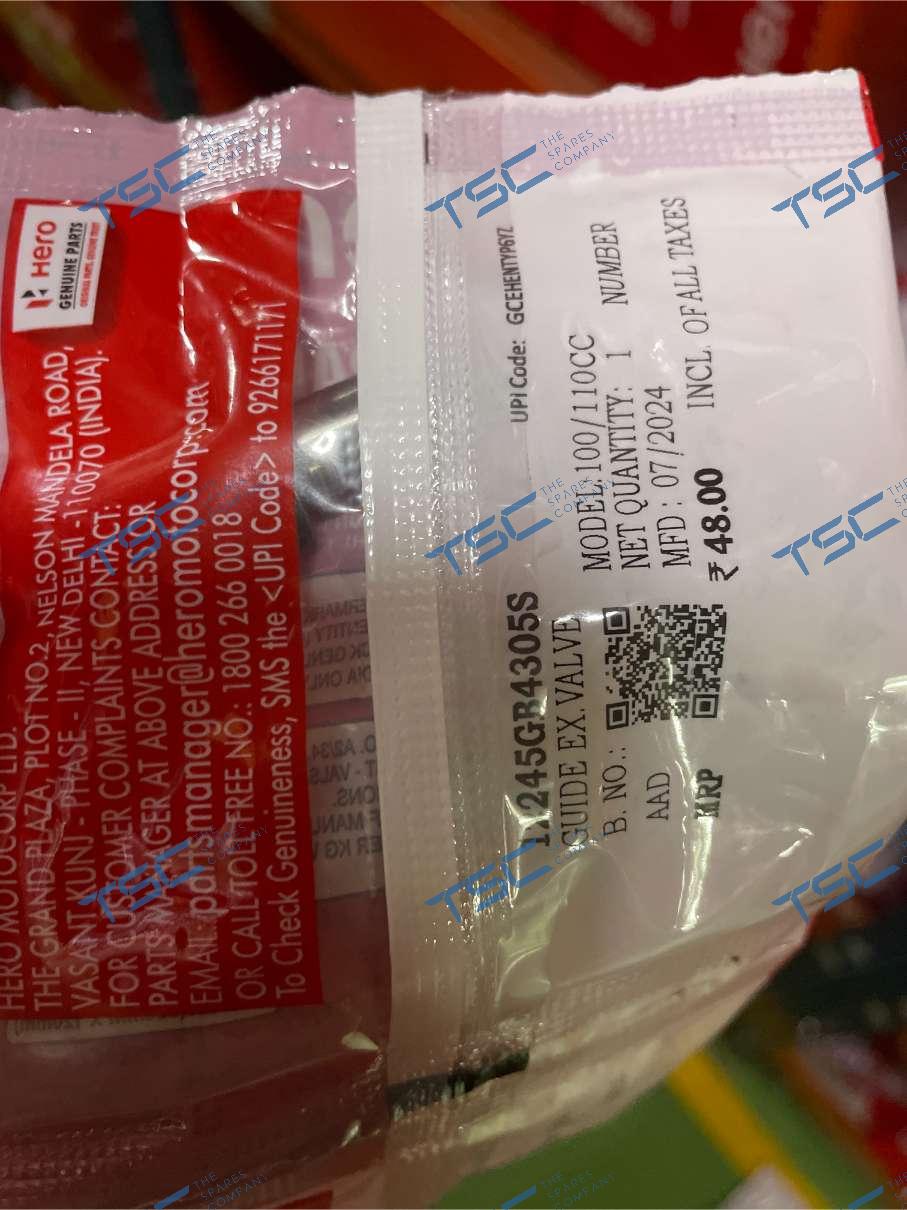 Hero
GENUINE PARTS
HERO MOTOCORP LTD.
THE GRAND PLAZA, PLOT NO.2, NELSON MANDELA ROAD,
VASANT KUNJ - PHASE - II, NEW DELHI - 110070 (INDIA).
FOR CUSTOMER COMPLAINTS CONTACT:
PARTS MANAGER AT ABOVE ADDRESS OR
EMAIL: partsmanager@heromotocorp.com
OR CALL TOLL FREE NO.: 1800 266 0018
To Check Genuineness, SMS the <UPI Code> to 9266171171
UPI Code: GCEHENTYP6YZ
12245GB4305S
GUIDE EX.VALVE MODEL:100/110CC
B. NO.: NET QUANTITY: 1 NUMBER
AAD MFD : 07/2024
MRP ₹ 48.00 INCL. OF ALL TAXES
TSC THE SPARES COMPANY